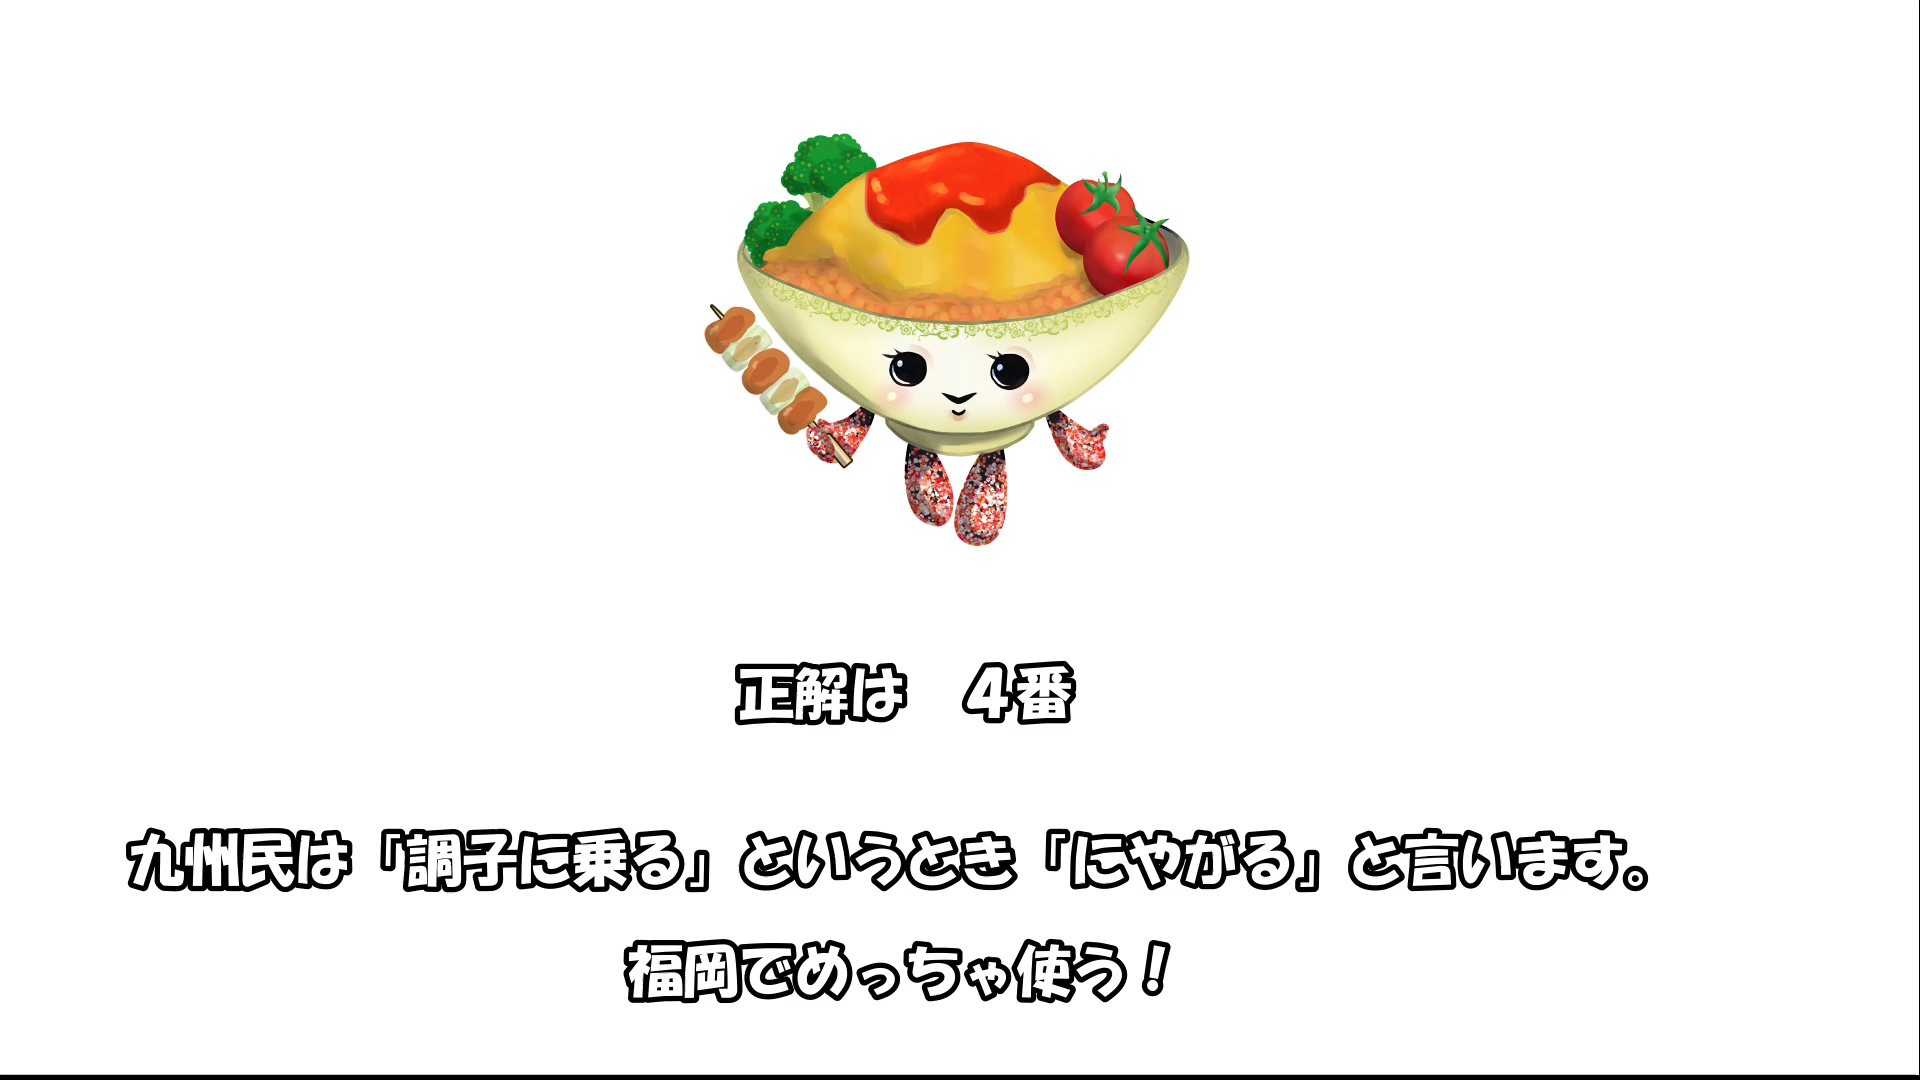 正解は　４番
九州民は「調子に乗る」というとき「にやがる」と言います。
福岡でめっちゃ使う！